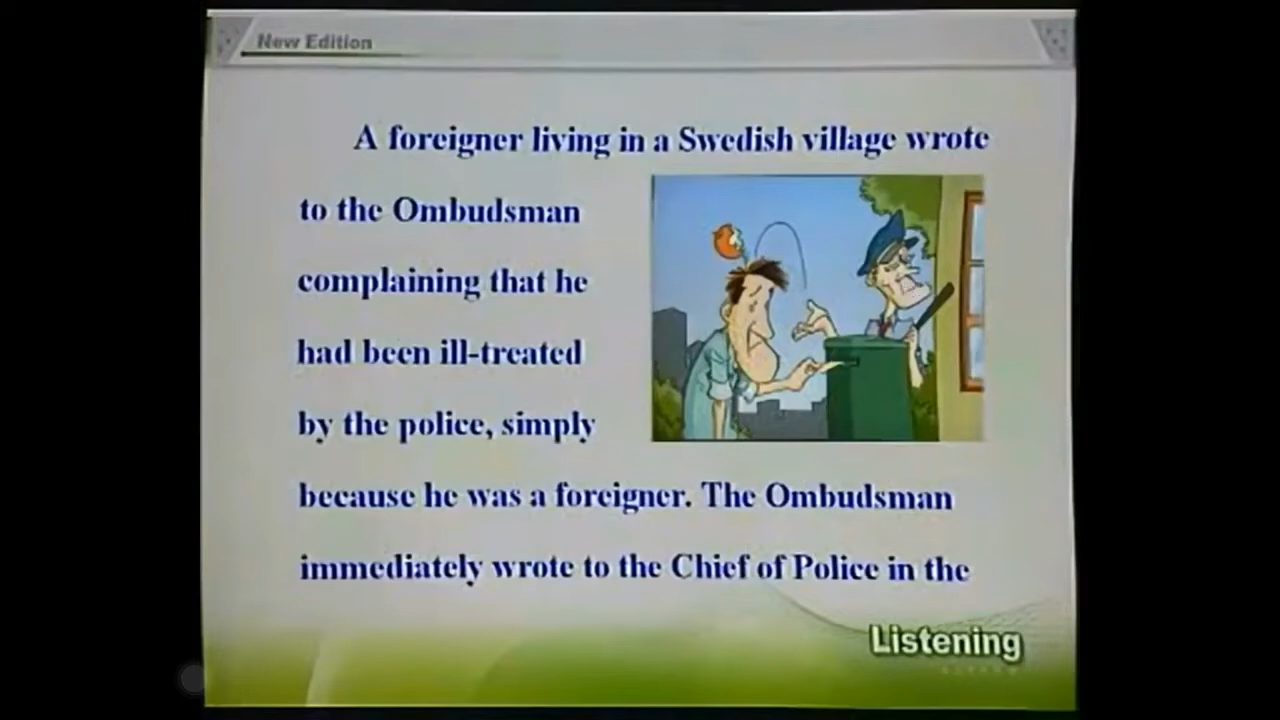 New Edition
A foreigner living in a Swedish village wrote
to the Ombudsman
complaining that he
had been ill-treated
by the police, simply
because he was a foreigner. The Ombudsman
immediately wrote to the Chief of Police in the
Listening